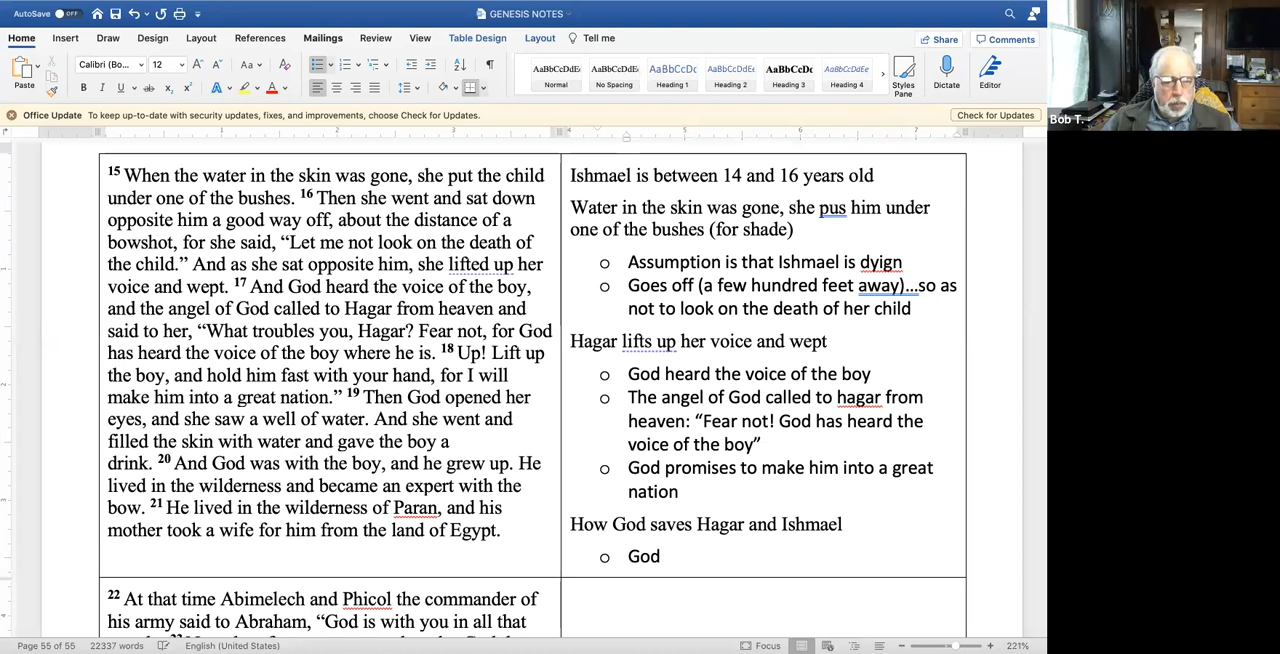 AutoSave OFF
GENESIS NOTES
Home Insert Draw Design Layout References Mailings Review View Table Design Layout Tell me
Share Comments
Paste
Calibri (Bo... 12
AaBbCcDdEe AaBbCcDdEe AaBbCcDc AaBbCcDdEe AaBbCcDc AaBbCcDdEe
Normal No Spacing Heading 1 Heading 2 Heading 3 Heading 4
Styles Pane
Dictate
Editor
Office Update To keep up-to-date with security updates, fixes, and improvements, choose Check for Updates.
Check for Updates
Bob T.
15 When the water in the skin was gone, she put the child
under one of the bushes. 16 Then she went and sat down
opposite him a good way off, about the distance of a
bowshot, for she said, “Let me not look on the death of
the child.” And as she sat opposite him, she lifted up her
voice and wept. 17 And God heard the voice of the boy,
and the angel of God called to Hagar from heaven and
said to her, “What troubles you, Hagar? Fear not, for God
has heard the voice of the boy where he is. 18 Up! Lift up
the boy, and hold him fast with your hand, for I will
make him into a great nation.” 19 Then God opened her
eyes, and she saw a well of water. And she went and
filled the skin with water and gave the boy a
drink. 20 And God was with the boy, and he grew up. He
lived in the wilderness and became an expert with the
bow. 21 He lived in the wilderness of Paran, and his
mother took a wife for him from the land of Egypt.
Ishmael is between 14 and 16 years old
Water in the skin was gone, she pus him under
one of the bushes (for shade)
o Assumption is that Ishmael is dyign
o Goes off (a few hundred feet away)...so as
not to look on the death of her child
Hagar lifts up her voice and wept
o God heard the voice of the boy
o The angel of God called to hagar from
heaven: “Fear not! God has heard the
voice of the boy”
o God promises to make him into a great
nation
How God saves Hagar and Ishmael
o God
22 At that time Abimelech and Phicol the commander of
his army said to Abraham, “God is with you in all that
Page 55 of 55 22337 words English (United States)
Focus
221%